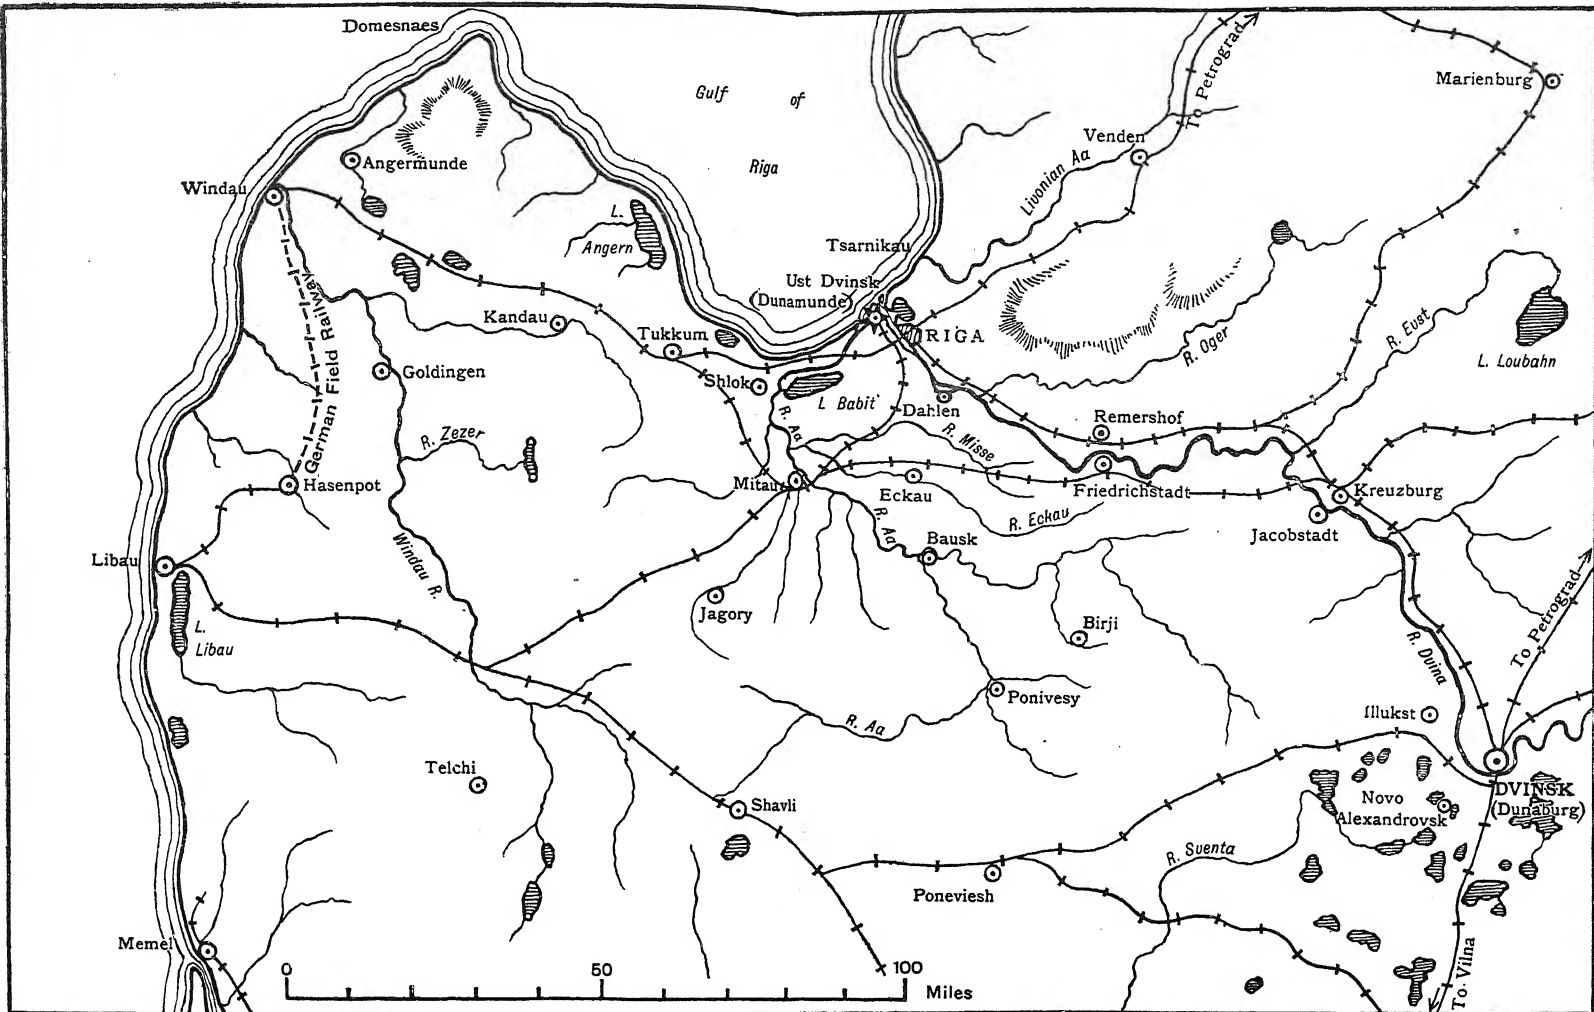 Domesnaes
Gulf of
Riga
To Petrograd
Marienburg
Venden
Livonian Aa
Angermunde
Windau
L.
Angern
Tsarnikau
Ust Dvinsk
(Dunamunde)
RIGA
Kandau
Tukkum
Shlok
L Babit
R. Oger
R. Eust
L. Loubahn
German Field Railway
Goldingen
Dahlen
Remershof
R. Aa
R. Misse
R. Zezer
Hasenpot
Mitau
Eckau
Friedrichstadt
Kreuzburg
R. Eckau
Jacobstadt
R. Aa
Bausk
Libau
Windau R.
Jagory
Birji
L.
Libau
R. Dvina
To Petrograd
Ponivesy
R. Aa
Illukst
Telchi
Shavli
Novo
Alexandrovsk
DVINSK
(Dunaburg)
R. Suenta
Poneviesh
Memel
To Vilna
0 50 100
Miles